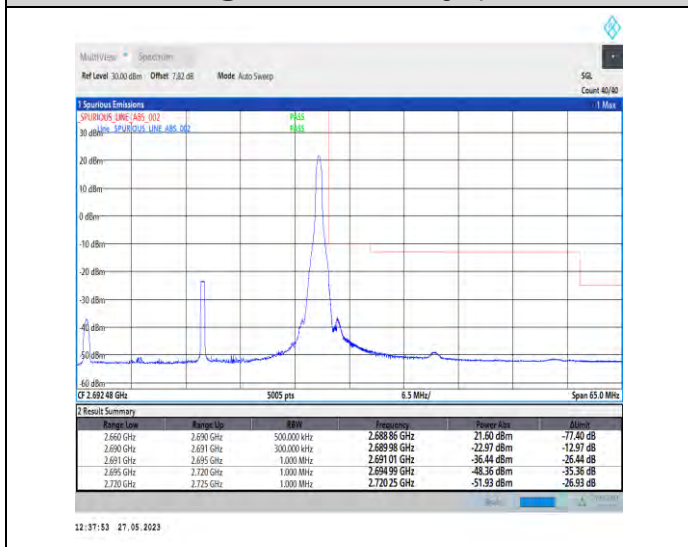 MultiView Spectrum
Ref Level 30.00 dBm Offset 7.82 dB Mode Auto Sweep SGL
Count 40/40
1 Spurious Emissions 1 Max
_SPURIOUS_LINE_ABS_002 PASS
30 dBm Line _SPURIOUS_LINE_ABS_002 PASS
20 dBm
10 dBm
0 dBm
-10 dBm
-20 dBm
-30 dBm
-40 dBm
-50 dBm
-60 dBm
CF 2.692 48 GHz 5005 pts 6.5 MHz/ Span 65.0 MHz
2 Result Summary
Range Low Range Up RBW Frequency Power Abs ΔLimit
2.660 GHz 2.690 GHz 500.000 kHz 2.688 86 GHz 21.60 dBm -77.40 dB
2.690 GHz 2.691 GHz 300.000 kHz 2.689 98 GHz -22.97 dBm -12.97 dB
2.691 GHz 2.695 GHz 1.000 MHz 2.691 01 GHz -36.44 dBm -26.44 dB
2.695 GHz 2.720 GHz 1.000 MHz 2.694 99 GHz -48.36 dBm -35.36 dB
2.720 GHz 2.725 GHz 1.000 MHz 2.720 25 GHz -51.93 dBm -26.93 dB
12:37:53 27.05.2023